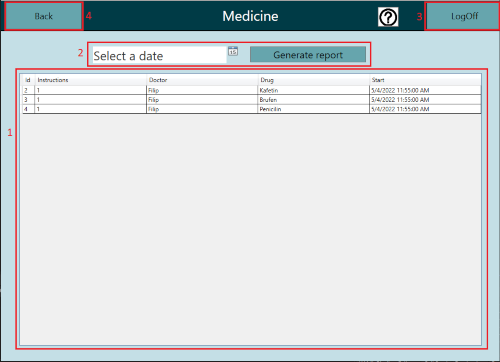 Back 4 Medicine ? 3 LogOff
2 Select a date 15 Generate report
1
Id Instructions Doctor Drug Start
2 1 Filip Kafetin 5/4/2022 11:55:00 AM
3 1 Filip Brufen 5/4/2022 11:55:00 AM
4 1 Filip Penicilin 5/4/2022 11:55:00 AM